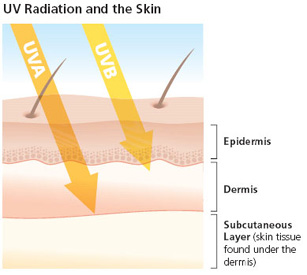 UV Radiation and the Skin
UVA
UVB
Epidermis
Dermis
Subcutaneous
Layer (skin tissue
found under the
dermis)